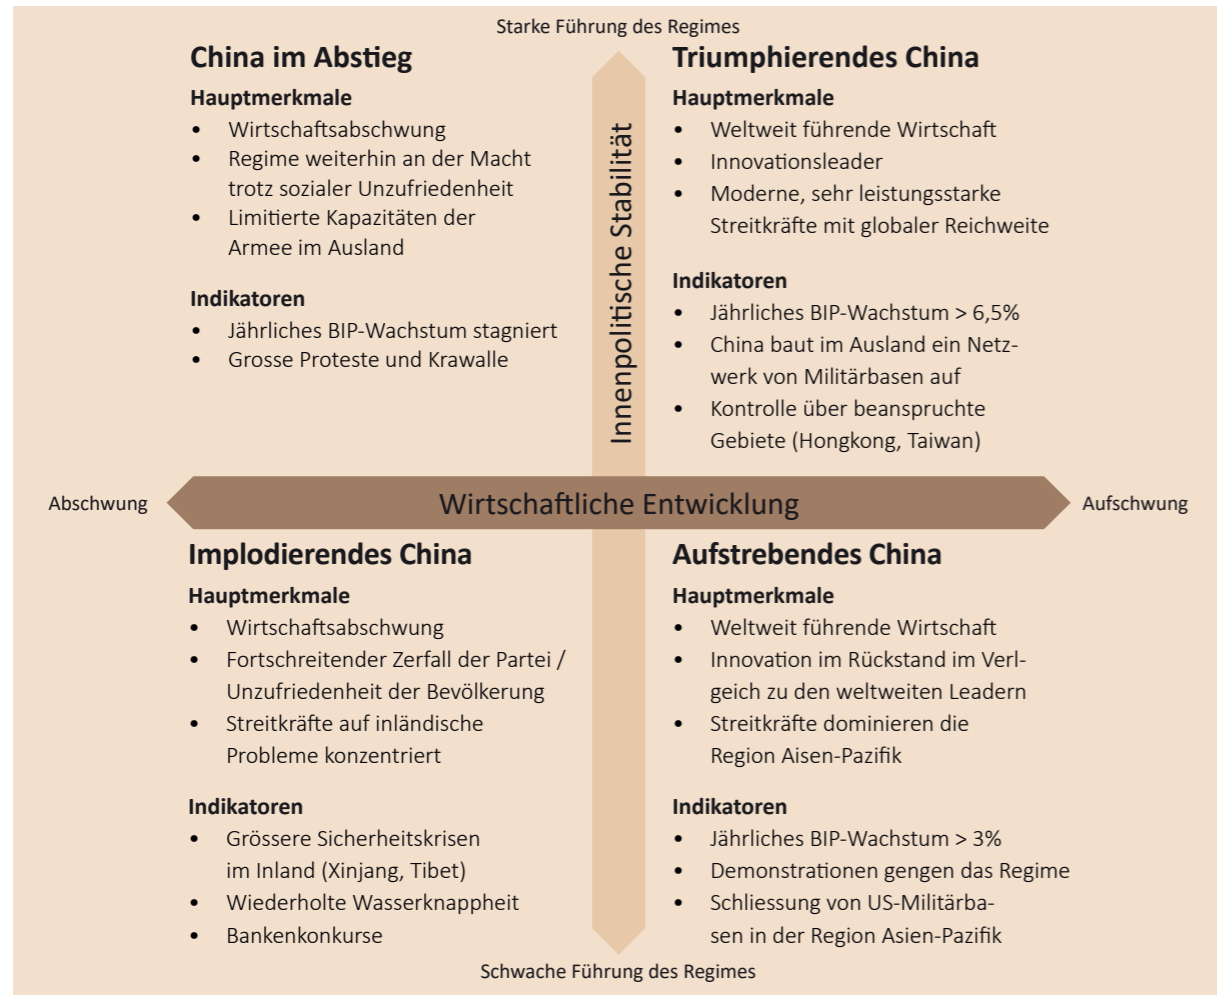 Starke Führung des Regimes
China im Abstieg
Hauptmerkmale
• Wirtschaftsabschwung
• Regime weiterhin an der Macht
trotz sozialer Unzufriedenheit
• Limitierte Kapazitäten der
Armee im Ausland
Indikatoren
• Jährliches BIP-Wachstum stagniert
• Grosse Proteste und Krawalle
Innenpolitische Stabilität
Triumphierendes China
Hauptmerkmale
• Weltweit führende Wirtschaft
• Innovationsleader
• Moderne, sehr leistungsstarke
Streitkräfte mit globaler Reichweite
Indikatoren
• Jährliches BIP-Wachstum > 6,5%
• China baut im Ausland ein Netz-
werk von Militärbasen auf
• Kontrolle über beanspruchte
Gebiete (Hongkong, Taiwan)
Abschwung
Wirtschaftliche Entwicklung
Aufschwung
Implodierendes China
Hauptmerkmale
• Wirtschaftsabschwung
• Fortschreitender Zerfall der Partei /
Unzufriedenheit der Bevölkerung
• Streitkräfte auf inländische
Probleme konzentriert
Indikatoren
• Grössere Sicherheitskrisen
im Inland (Xinjang, Tibet)
• Wiederholte Wasserknappheit
• Bankenkonkurse
Aufstrebendes China
Hauptmerkmale
• Weltweit führende Wirtschaft
• Innovation im Rückstand im Verl-
geich zu den weltweiten Leadern
• Streitkräfte dominieren die
Region Aisen-Pazifik
Indikatoren
• Jährliches BIP-Wachstum > 3%
• Demonstrationen gengen das Regime
• Schliessung von US-Militärba-
sen in der Region Asien-Pazifik
Schwache Führung des Regimes